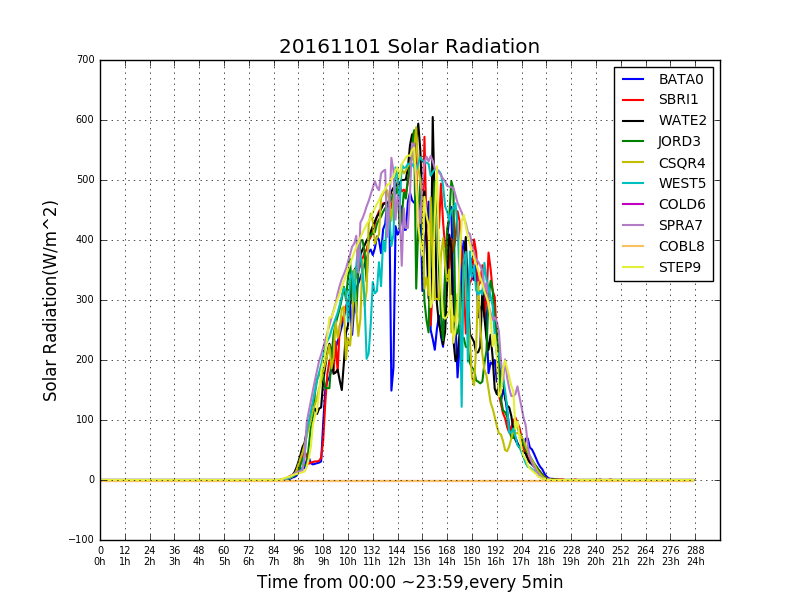 20161101 Solar Radiation
Solar Radiation(W/m^2)
700
600
500
400
300
200
100
0
−100
BATA0
SBRI1
WATE2
JORD3
CSQR4
WEST5
COLD6
SPRA7
COBL8
STEP9
0 12 24 36 48 60 72 84 96 108 120 132 144 156 168 180 192 204 216 228 240 252 264 276 288
0h 1h 2h 3h 4h 5h 6h 7h 8h 9h 10h 11h 12h 13h 14h 15h 16h 17h 18h 19h 20h 21h 22h 23h 24h
Time from 00:00 ~23:59,every 5min